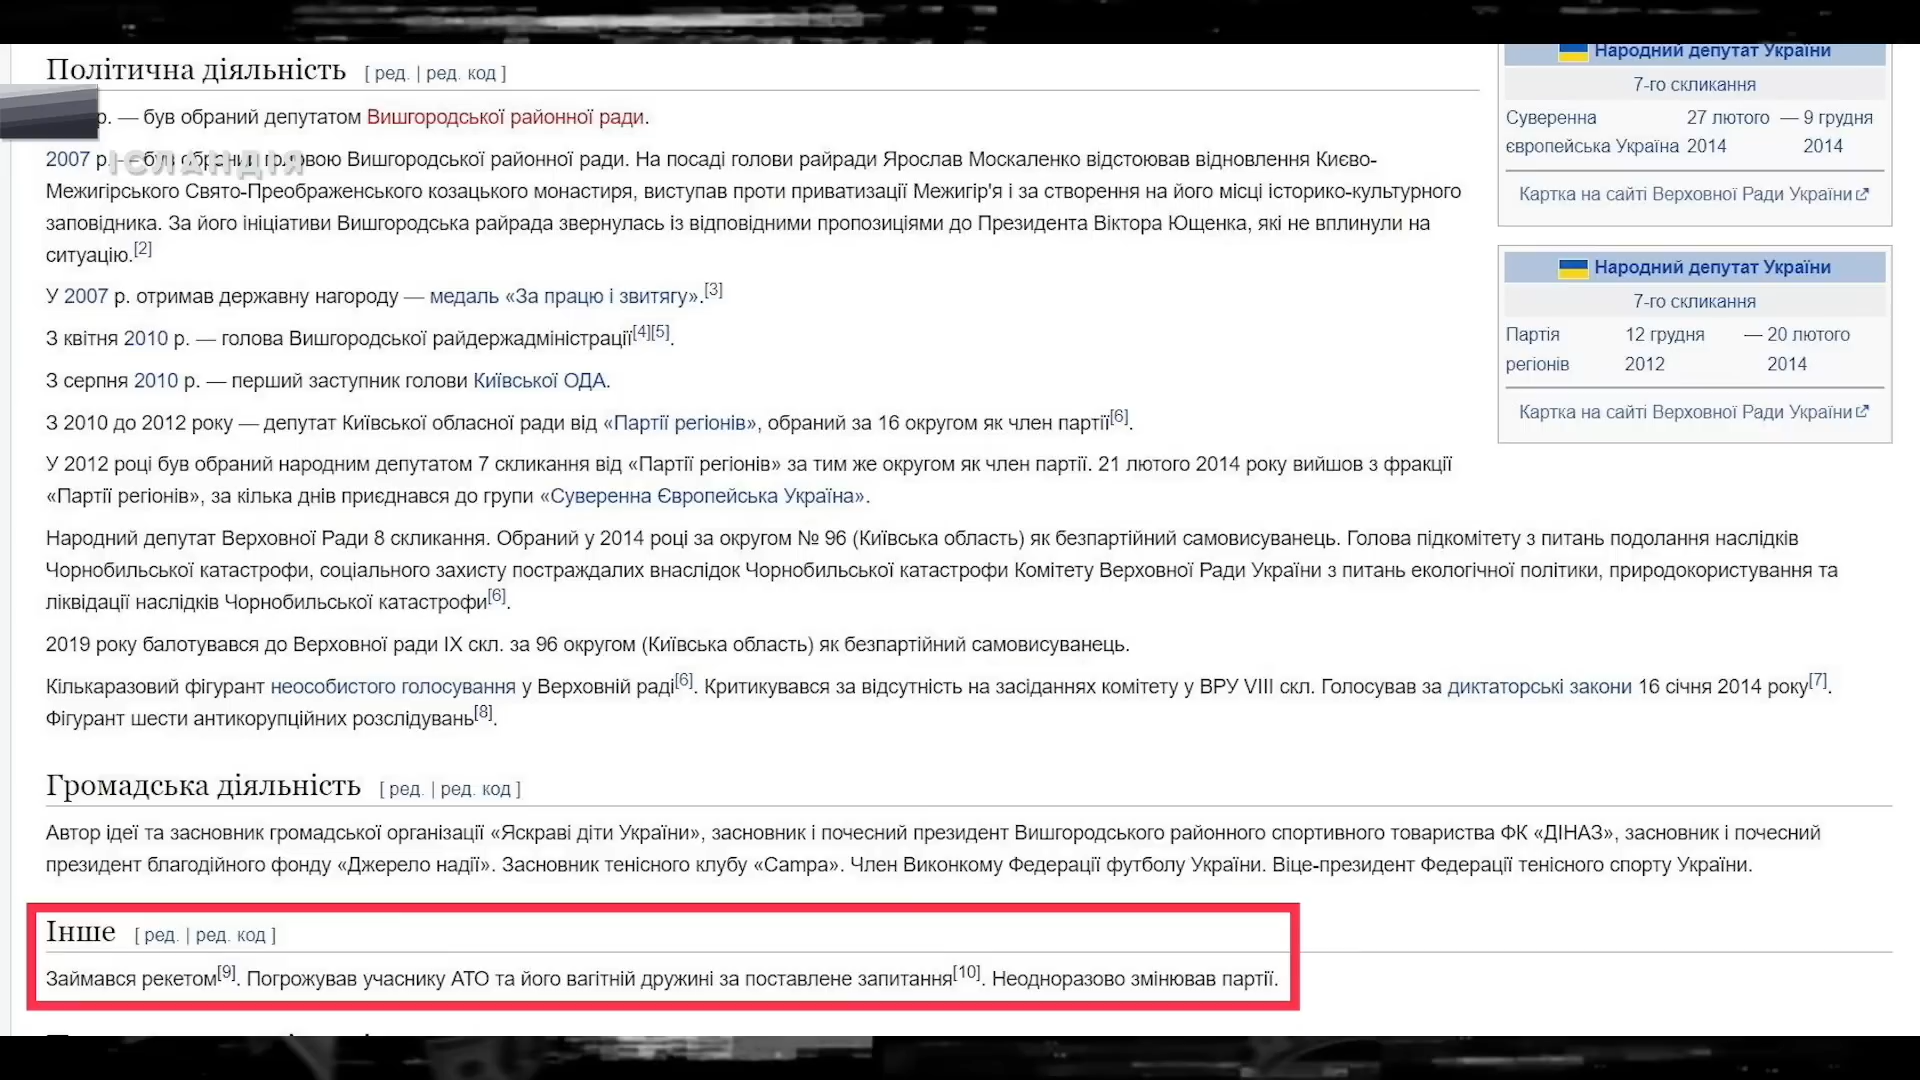 Політична діяльність [ ред. | ред. код ]
р. — був обраний депутатом Вишгородської районної ради.
ІСЛАНДІЯ
2007 р. — був обраний головою Вишгородської районної ради. На посаді голови райради Ярослав Москаленко відстоював відновлення Києво-
Межигірського Свято-Преображенського козацького монастиря, виступав проти приватизації Межигір'я і за створення на його місці історико-культурного
заповідника. За його ініціативи Вишгородська райрада звернулась із відповідними пропозиціями до Президента Віктора Ющенка, які не вплинули на
ситуацію.[2]
У 2007 р. отримав державну нагороду — медаль «За працю і звитягу».[3]
З квітня 2010 р. — голова Вишгородської райдержадміністрації[4][5].
З серпня 2010 р. — перший заступник голови Київської ОДА.
З 2010 до 2012 року — депутат Київської обласної ради від «Партії регіонів», обраний за 16 округом як член партії[6].
У 2012 році був обраний народним депутатом 7 скликання від «Партії регіонів» за тим же округом як член партії. 21 лютого 2014 року вийшов з фракції
«Партії регіонів», за кілька днів приєднався до групи «Суверенна Європейська Україна».
Народний депутат Верховної Ради 8 скликання. Обраний у 2014 році за округом № 96 (Київська область) як безпартійний самовисуванець. Голова підкомітету з питань подолання наслідків
Чорнобильської катастрофи, соціального захисту постраждалих внаслідок Чорнобильської катастрофи Комітету Верховної Ради України з питань екологічної політики, природокористування та
ліквідації наслідків Чорнобильської катастрофи[6].
2019 року балотувався до Верховної ради IX скл. за 96 округом (Київська область) як безпартійний самовисуванець.
Кількаразовий фігурант неособистого голосування у Верховній раді[6]. Критикувався за відсутність на засіданнях комітету у ВРУ VIII скл. Голосував за диктаторські закони 16 січня 2014 року[7].
Фігурант шести антикорупційних розслідувань[8].
Народний депутат України
7-го скликання
Суверенна 27 лютого — 9 грудня
європейська Україна 2014 2014
Картка на сайті Верховної Ради України
Народний депутат України
7-го скликання
Партія 12 грудня — 20 лютого
регіонів 2012 2014
Картка на сайті Верховної Ради України
Громадська діяльність [ ред. | ред. код ]
Автор ідеї та засновник громадської організації «Яскраві діти України», засновник і почесний президент Вишгородського районного спортивного товариства ФК «ДІНАЗ», засновник і почесний
президент благодійного фонду «Джерело надії». Засновник тенісного клубу «Campa». Член Виконкому Федерації футболу України. Віце-президент Федерації тенісного спорту України.
Інше [ ред. | ред. код ]
Займався рекетом[9]. Погрожував учаснику АТО та його вагітній дружині за поставлене запитання[10]. Неодноразово змінював партії.